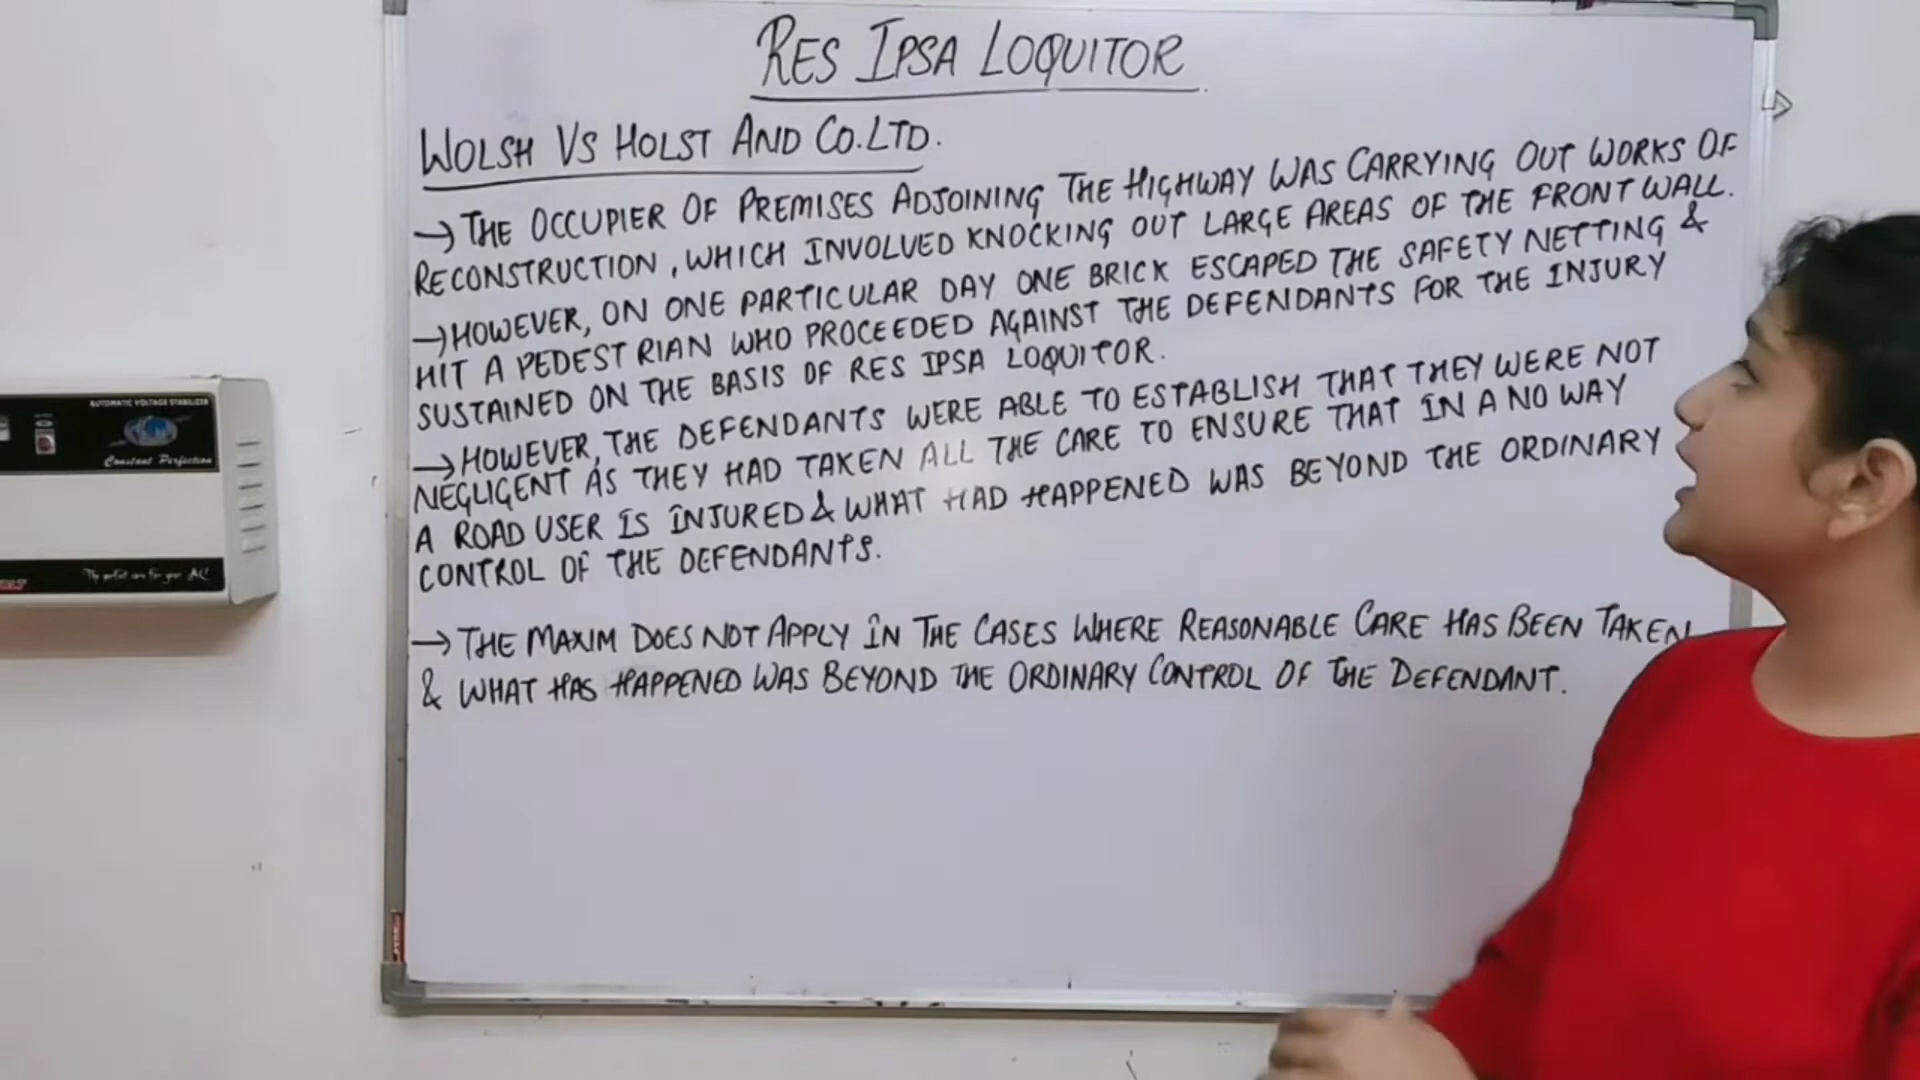 RES IPSA LOQUITOR
WOLSH VS HOLST AND CO.LTD.
→ THE OCCUPIER OF PREMISES ADJOINING THE HIGHWAY WAS CARRYING OUT WORKS OF
RECONSTRUCTION, WHICH INVOLVED KNOCKING OUT LARGE AREAS OF THE FRONT WALL.
→ HOWEVER, ON ONE PARTICULAR DAY ONE BRICK ESCAPED THE SAFETY NETTING &
HIT A PEDESTRIAN WHO PROCEEDED AGAINST THE DEFENDANTS FOR THE INJURY
SUSTAINED ON THE BASIS OF RES IPSA LOQUITOR.
→ HOWEVER, THE DEFENDANTS WERE ABLE TO ESTABLISH THAT THEY WERE NOT
NEGLIGENT AS THEY HAD TAKEN ALL THE CARE TO ENSURE THAT IN A NO WAY
A ROAD USER IS INJURED & WHAT HAD HAPPENED WAS BEYOND THE ORDINARY
CONTROL OF THE DEFENDANTS.
→ THE MAXIM DOES NOT APPLY IN THE CASES WHERE REASONABLE CARE HAS BEEN TAKEN
& WHAT HAS HAPPENED WAS BEYOND THE ORDINARY CONTROL OF THE DEFENDANT.
AUTOMATIC VOLTAGE STABILIZER
Constant Perfection